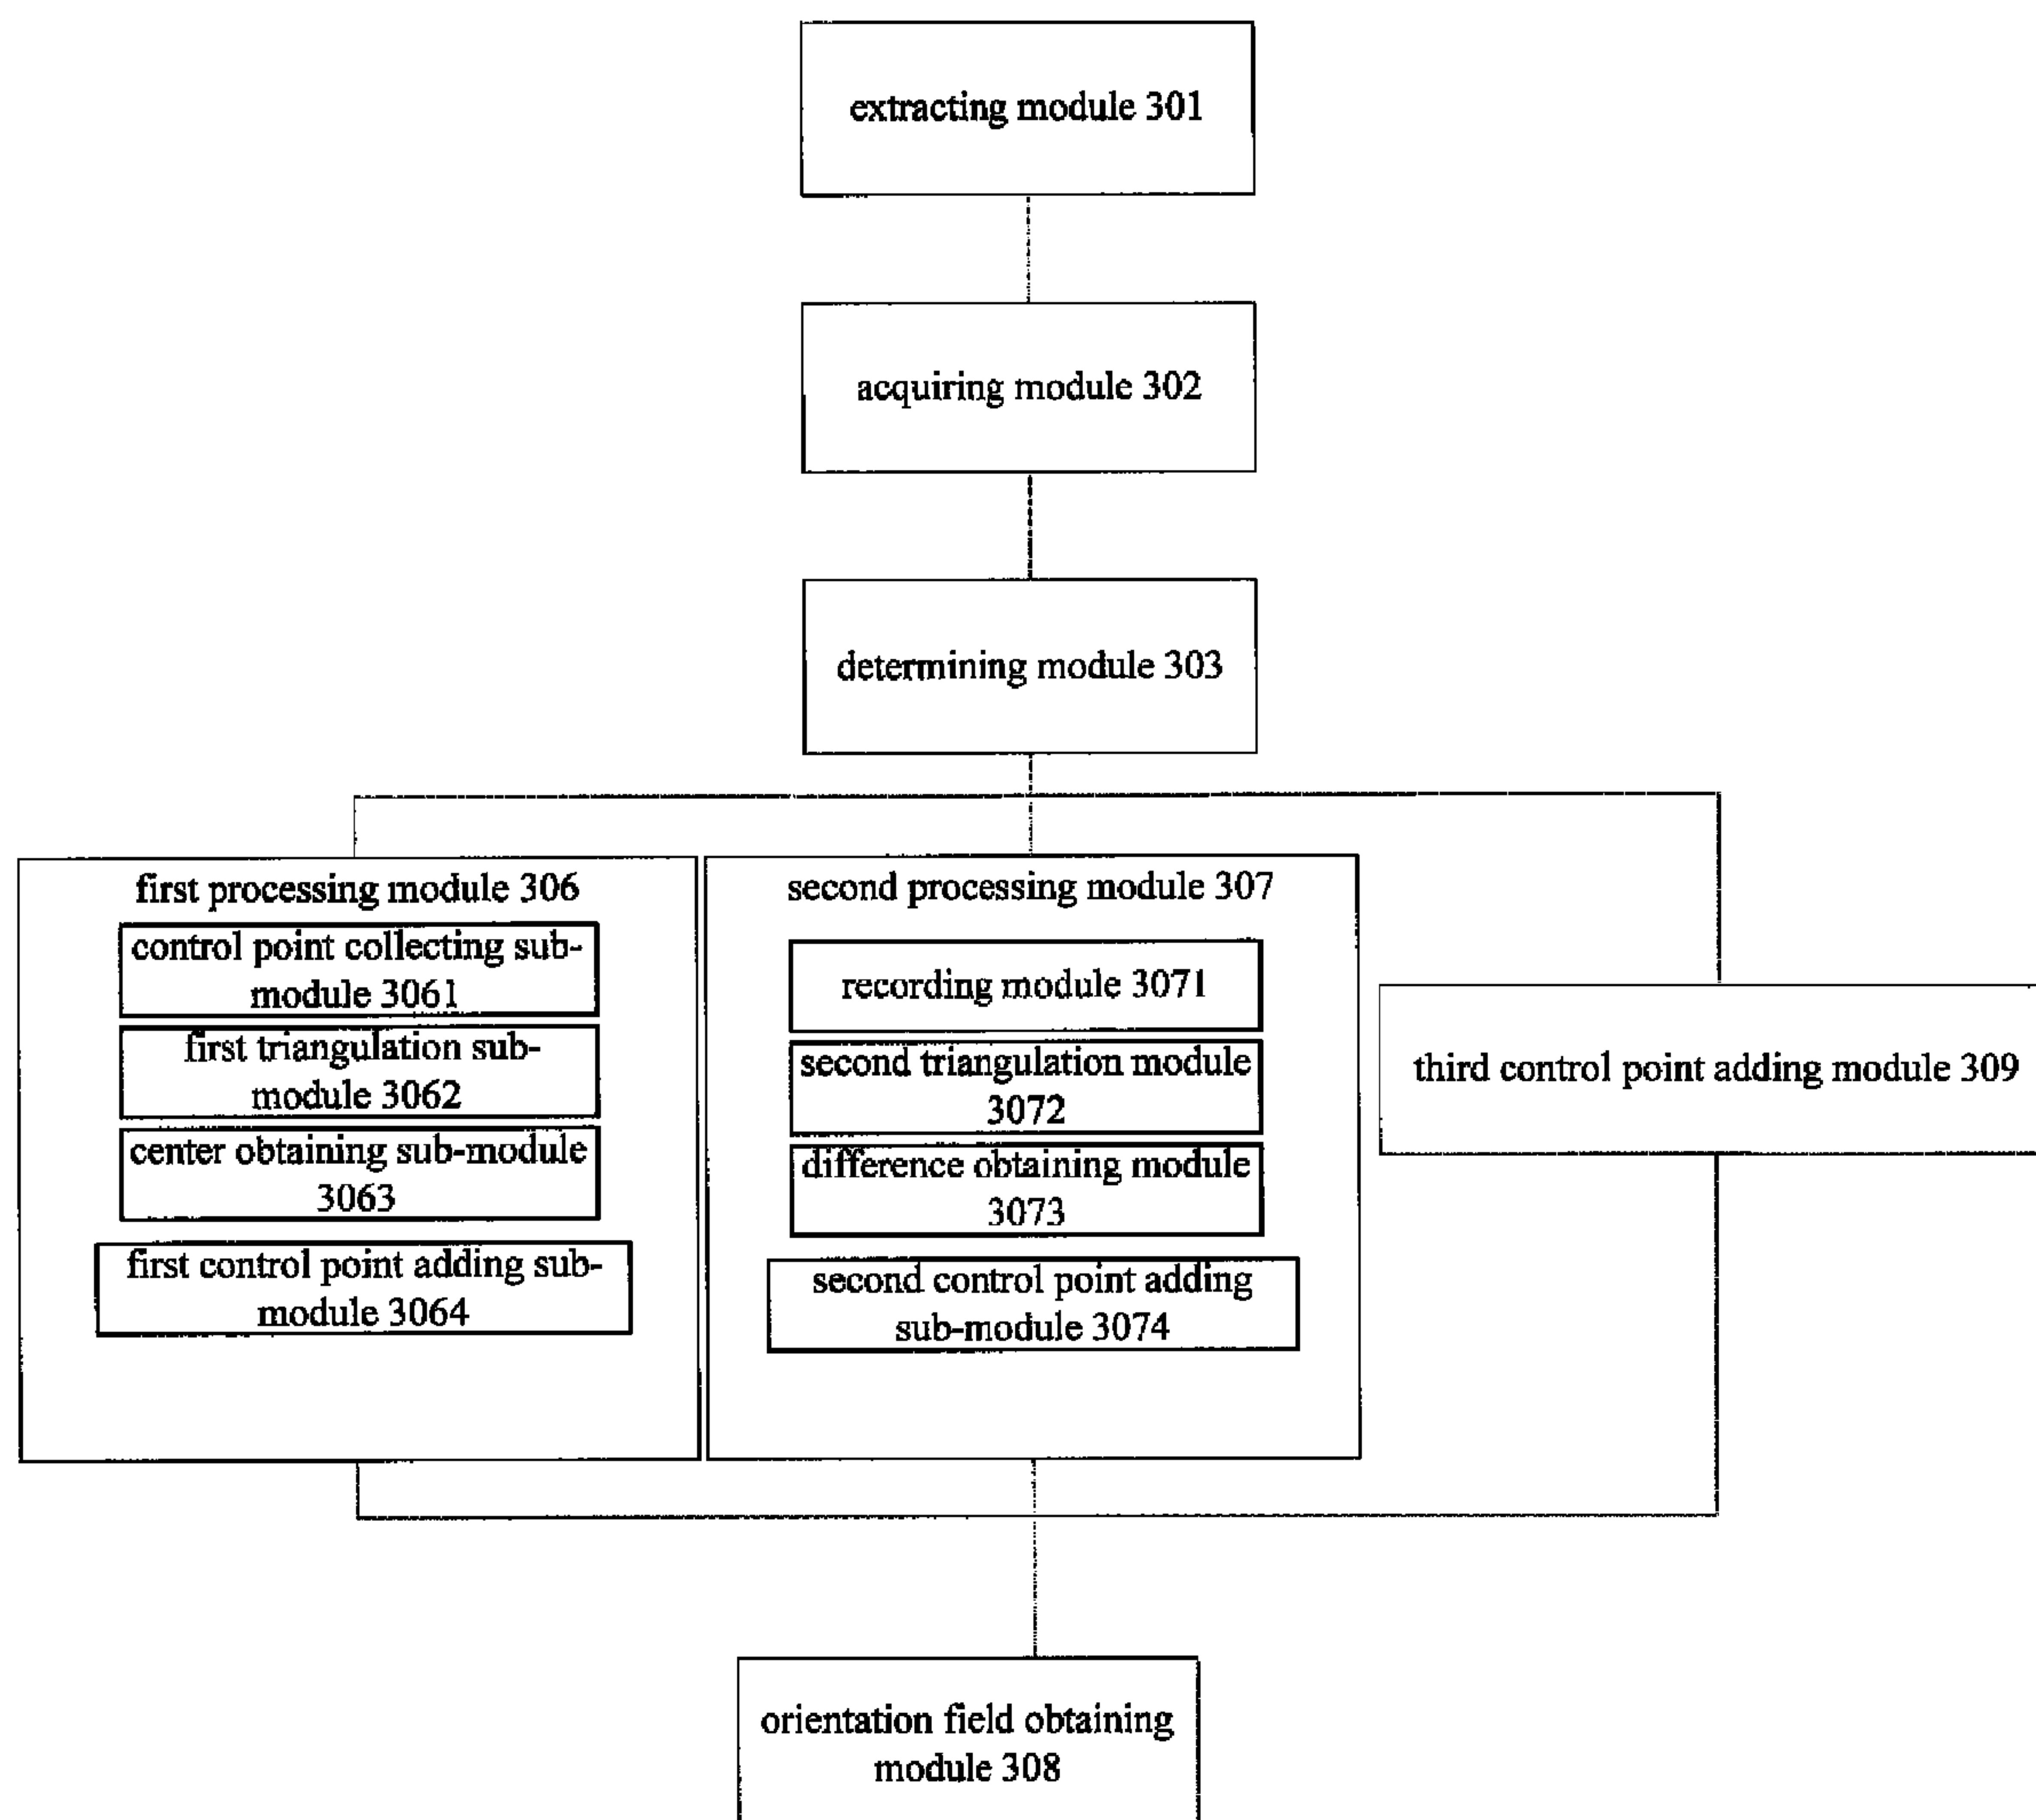 extracting module 301
acquiring module 302
determining module 303
first processing module 306
control point collecting sub-
module 3061
first triangulation sub-
module 3062
center obtaining sub-module
3063
first control point adding sub-
module 3064
second processing module 307
recording module 3071
second triangulation module
3072
difference obtaining module
3073
second control point adding
sub-module 3074
third control point adding module 309
orientation field obtaining
module 308